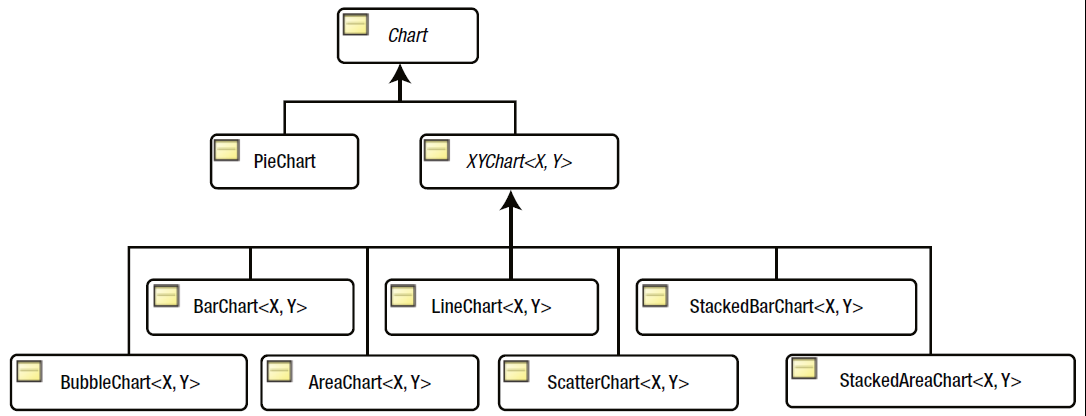 Chart
PieChart
XYChart<X, Y>
BarChart<X, Y>
LineChart<X, Y>
StackedBarChart<X, Y>
BubbleChart<X, Y>
AreaChart<X, Y>
ScatterChart<X, Y>
StackedAreaChart<X, Y>